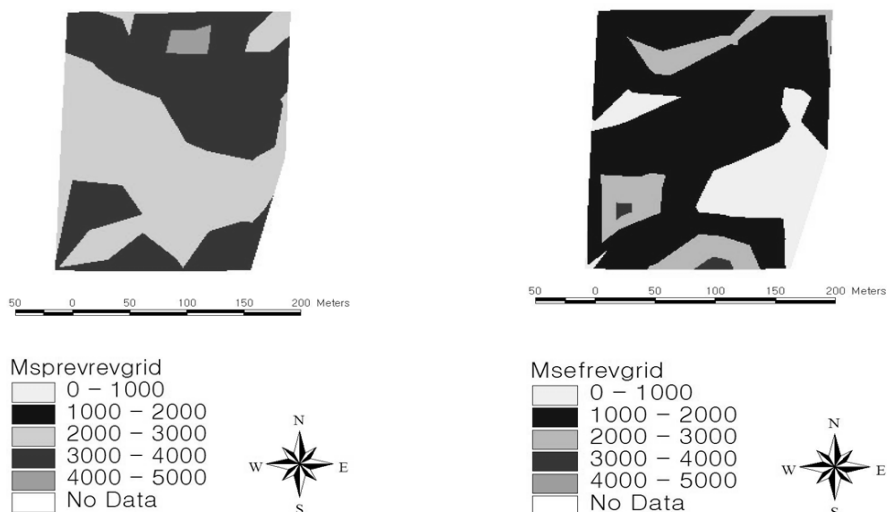 50 0 50 100 150 200 Meters
Msprevrevgrid
0 – 1000
1000 – 2000
2000 – 3000
3000 – 4000
4000 – 5000
No Data
N
W E
S
50 0 50 100 150 200 Meters
Msefrevgrid
0 – 1000
1000 – 2000
2000 – 3000
3000 – 4000
4000 – 5000
No Data
N
W E
S